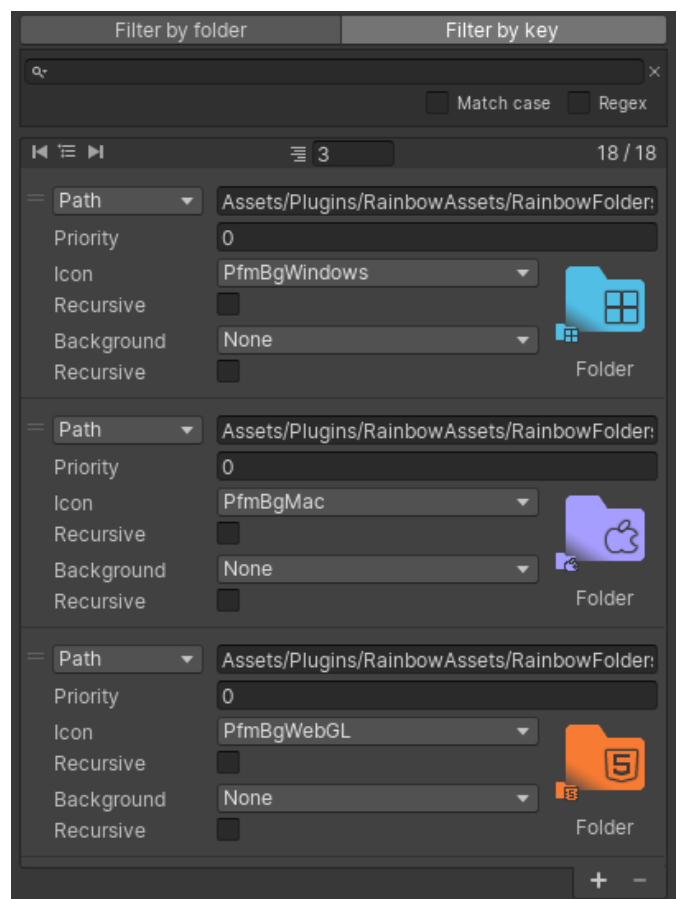 Filter by folder Filter by key
Match case Regex
3 18 / 18
Path Assets/Plugins/RainbowAssets/RainbowFolders
Priority 0
Icon PfmBgWindows
Recursive
Background None
Recursive Folder
Path Assets/Plugins/RainbowAssets/RainbowFolders
Priority 0
Icon PfmBgMac
Recursive
Background None
Recursive Folder
Path Assets/Plugins/RainbowAssets/RainbowFolders
Priority 0
Icon PfmBgWebGL
5
Recursive
5
Background None
Recursive Folder